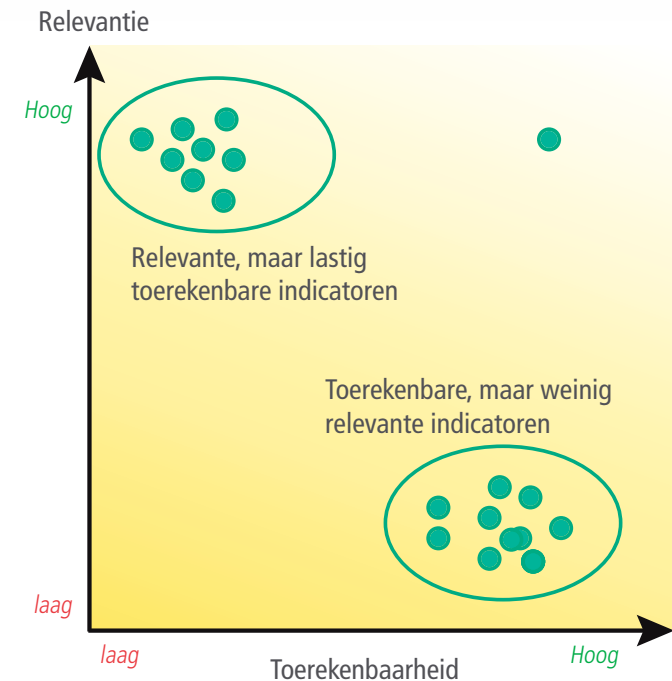 Relevantie
Hoog
Relevante, maar lastig
toerekenbare indicatoren
Toerekenbare, maar weinig
relevante indicatoren
laag
laag
Toerekenbaarheid
Hoog